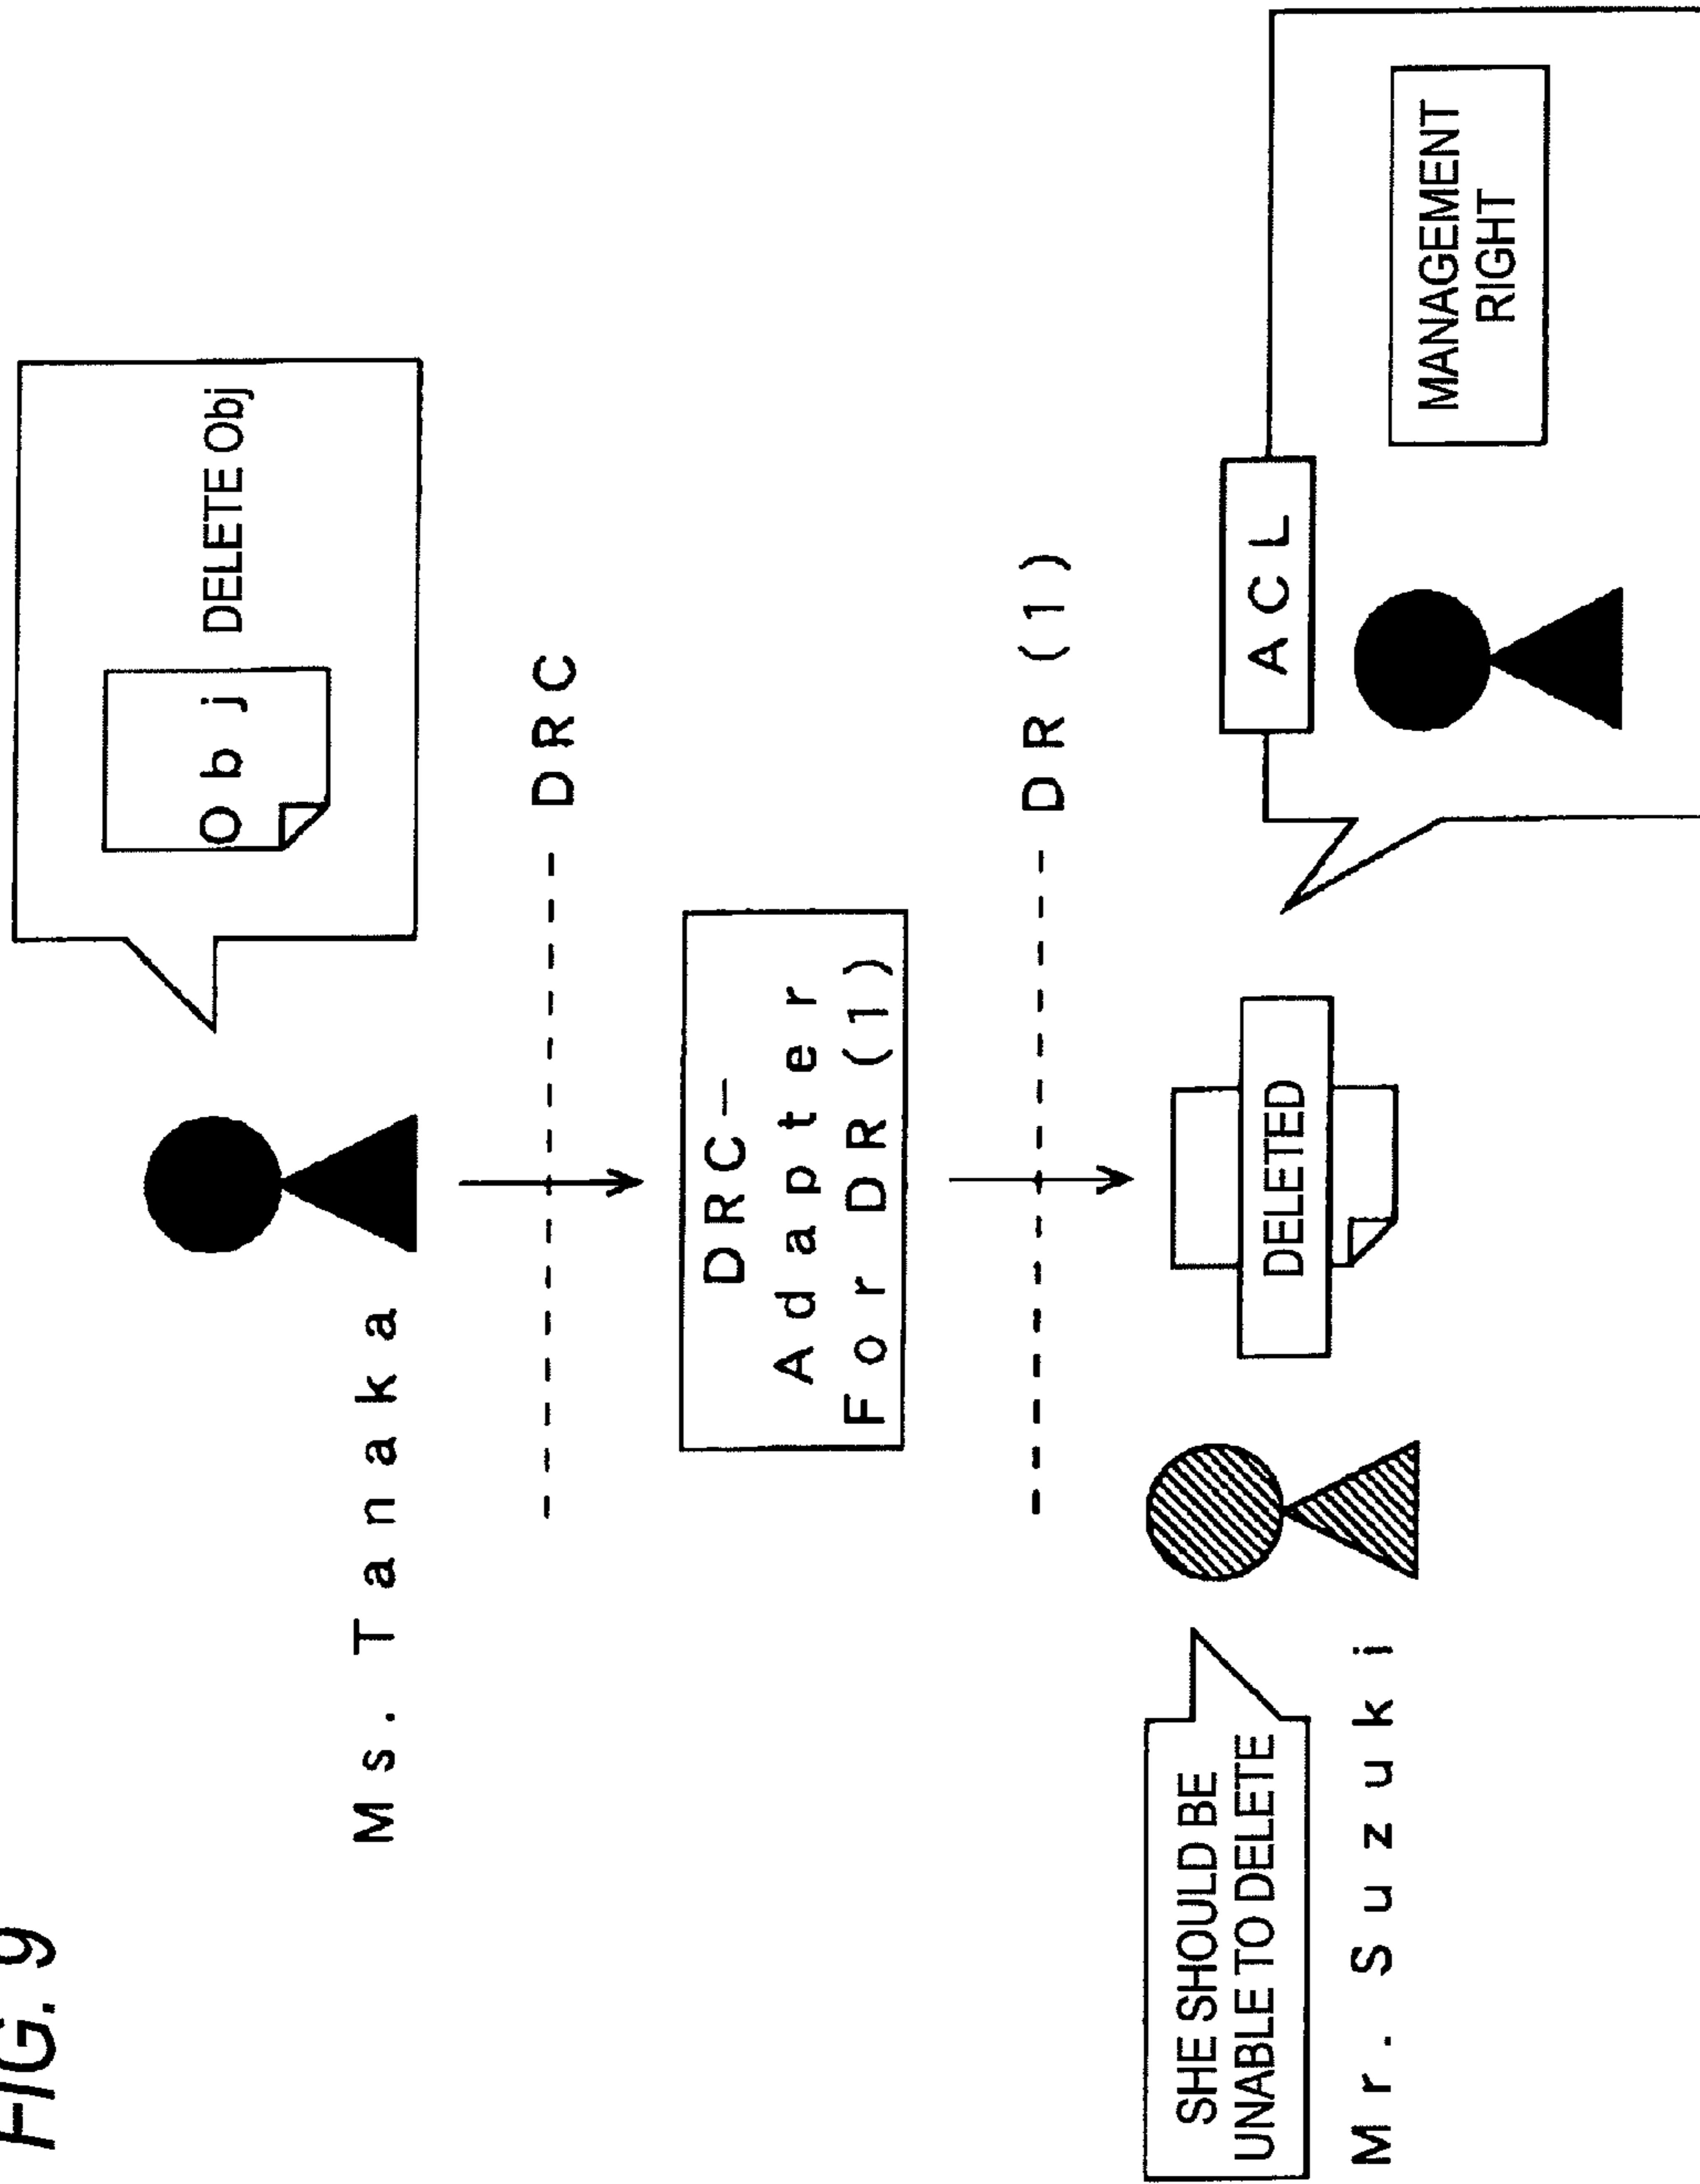 FIG. 9
Obj
DELETE Obj
Ms. Tanaka
DRC
DRC-
Adapter
For DR (1)
DR (1)
SHE SHOULD BE
UNABLE TO DELETE
Mr. Suzuki
DELETED
ACL
MANAGEMENT
RIGHT